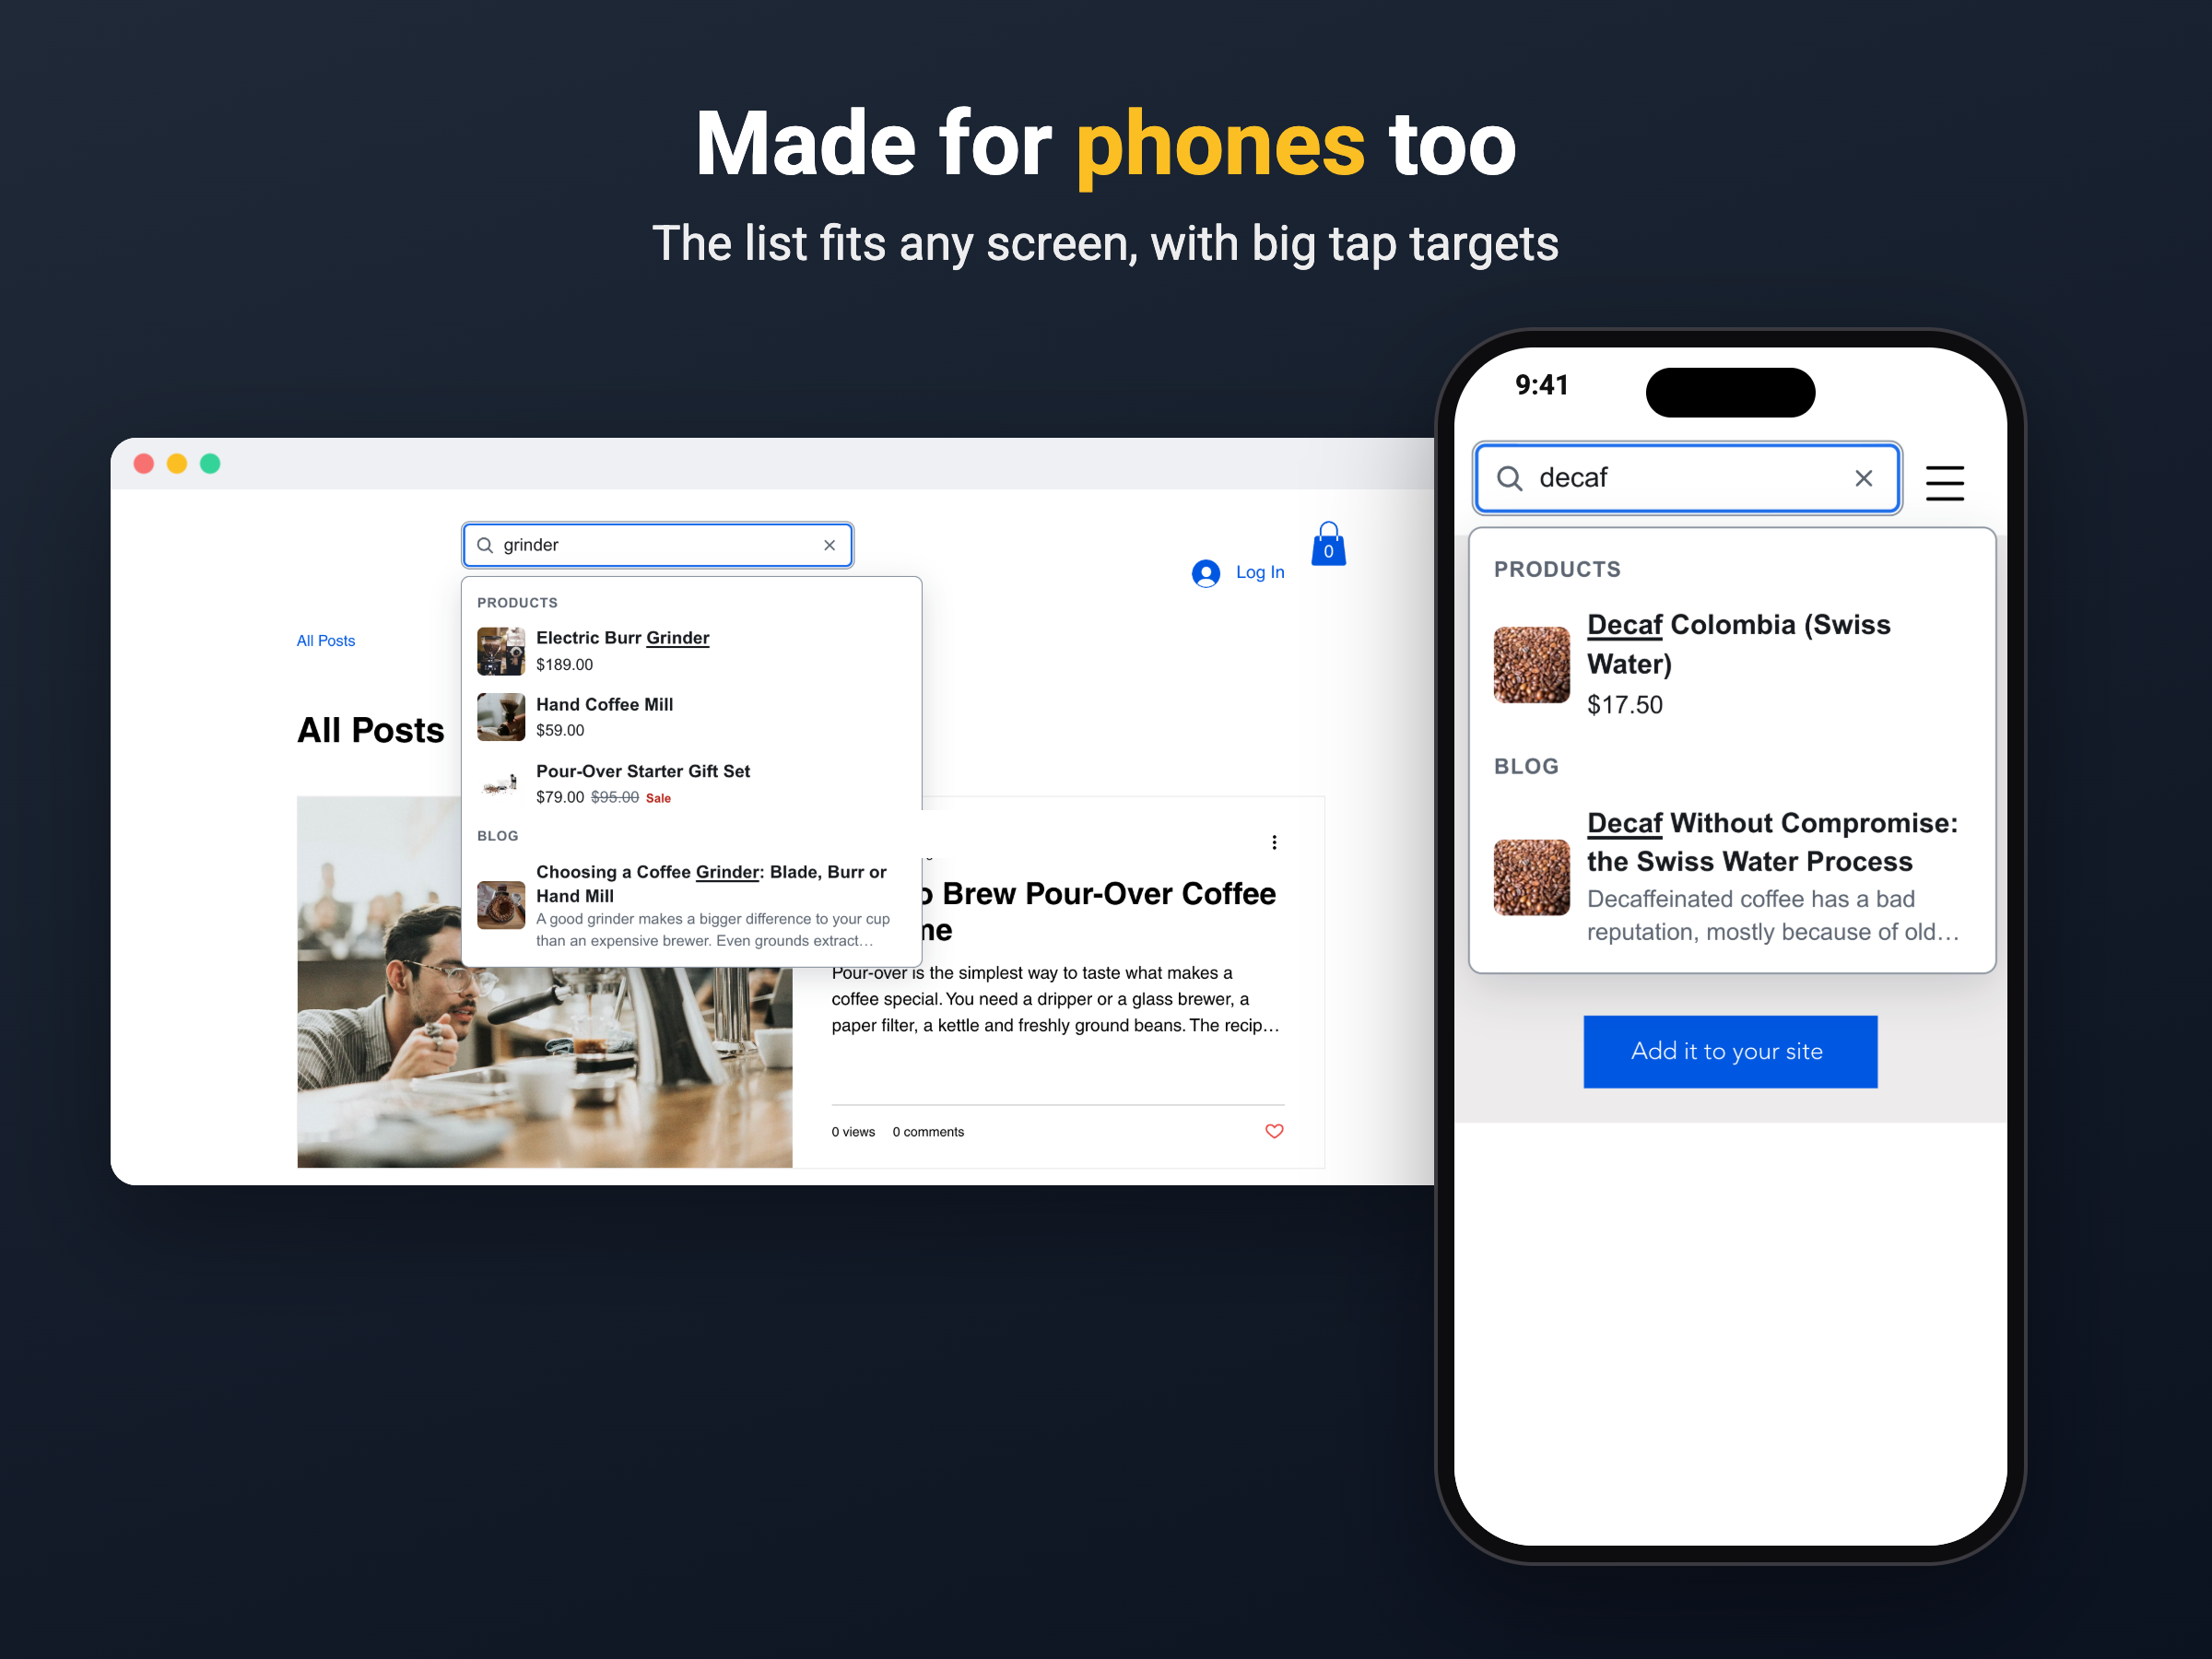 Made for phones too
The list fits any screen, with big tap targets
grinder
0
Log In
All Posts
All Posts
PRODUCTS
Electric Burr Grinder
$189.00
Hand Coffee Mill
$59.00
Pour-Over Starter Gift Set
$79.00 $95.00 Sale
BLOG
Choosing a Coffee Grinder: Blade, Burr or
Hand Mill
A good grinder makes a bigger difference to your cup
than an expensive brewer. Even grounds extract…
Brew Pour-Over Coffee
Pour-over is the simplest way to taste what makes a
coffee special. You need a dripper or a glass brewer, a
paper filter, a kettle and freshly ground beans. The recip…
0 views 0 comments
9:41
decaf
PRODUCTS
Decaf Colombia (Swiss
Water)
$17.50
BLOG
Decaf Without Compromise:
the Swiss Water Process
Decaffeinated coffee has a bad
reputation, mostly because of old…
Add it to your site